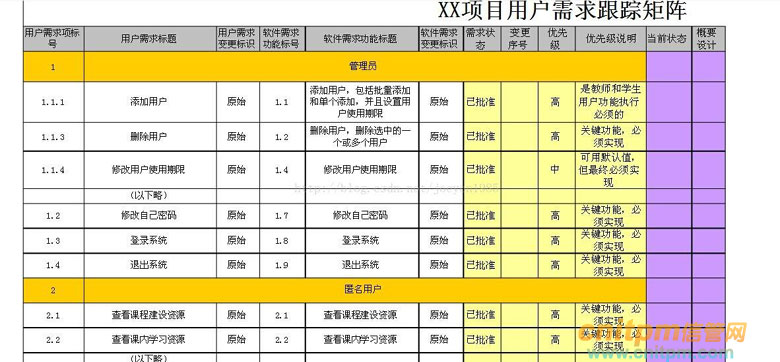 XX项目用户需求跟踪矩阵
用户需求项标号 用户需求标题 用户需求变更标识 软件需求功能标号 软件需求功能标题 软件需求变更标识 需求状态 变更序号 优先级 优先级说明 当前状态 概要设计
1 管理员
1.1.1 添加用户 原始 1.1 添加用户，包括批量添加和单个添加，并且设置用户使用期限 原始 已批准 高 是教师和学生用户功能执行必须的
1.1.3 删除用户 原始 1.2 删除用户，删除选中的一个或多个用户 原始 已批准 高 关键功能，必须实现
1.1.4 修改用户使用期限 原始 1.4 修改用户使用期限 原始 已批准 中 可用默认值，但最终必须实现
(以下略)
1.2 修改自己密码 原始 1.7 修改自己密码 原始 已批准 高 关键功能，必须实现
1.3 登录系统 原始 1.8 登录系统 原始 已批准 高 关键功能，必须实现
1.4 退出系统 原始 1.9 退出系统 原始 已批准 高 关键功能，必须实现
2 匿名用户
2.1 查看课程建设资源 原始 2.1 查看课程建设资源 原始 已批准 高 关键功能，必须实现
2.2 查看课内学习资源 原始 2.2 查看课内学习资源 原始 已批准 高 关键功能，必须实现
(以下略)
cnitpm信管网
www.cnitpm.com